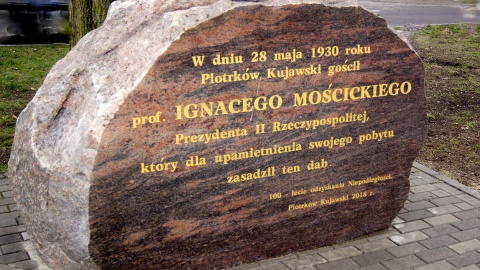 W dniu 28 maja 1930 roku
Piotrków Kujawski gościł
prof. IGNACEGO MOŚCICKIEGO
Prezydenta II Rzeczypospolitej,
który dla upamiętnienia swojego pobytu
zasadził ten dąb
100 - lecie odzyskania Niepodległości,
Piotrków Kujawski 2018 r.